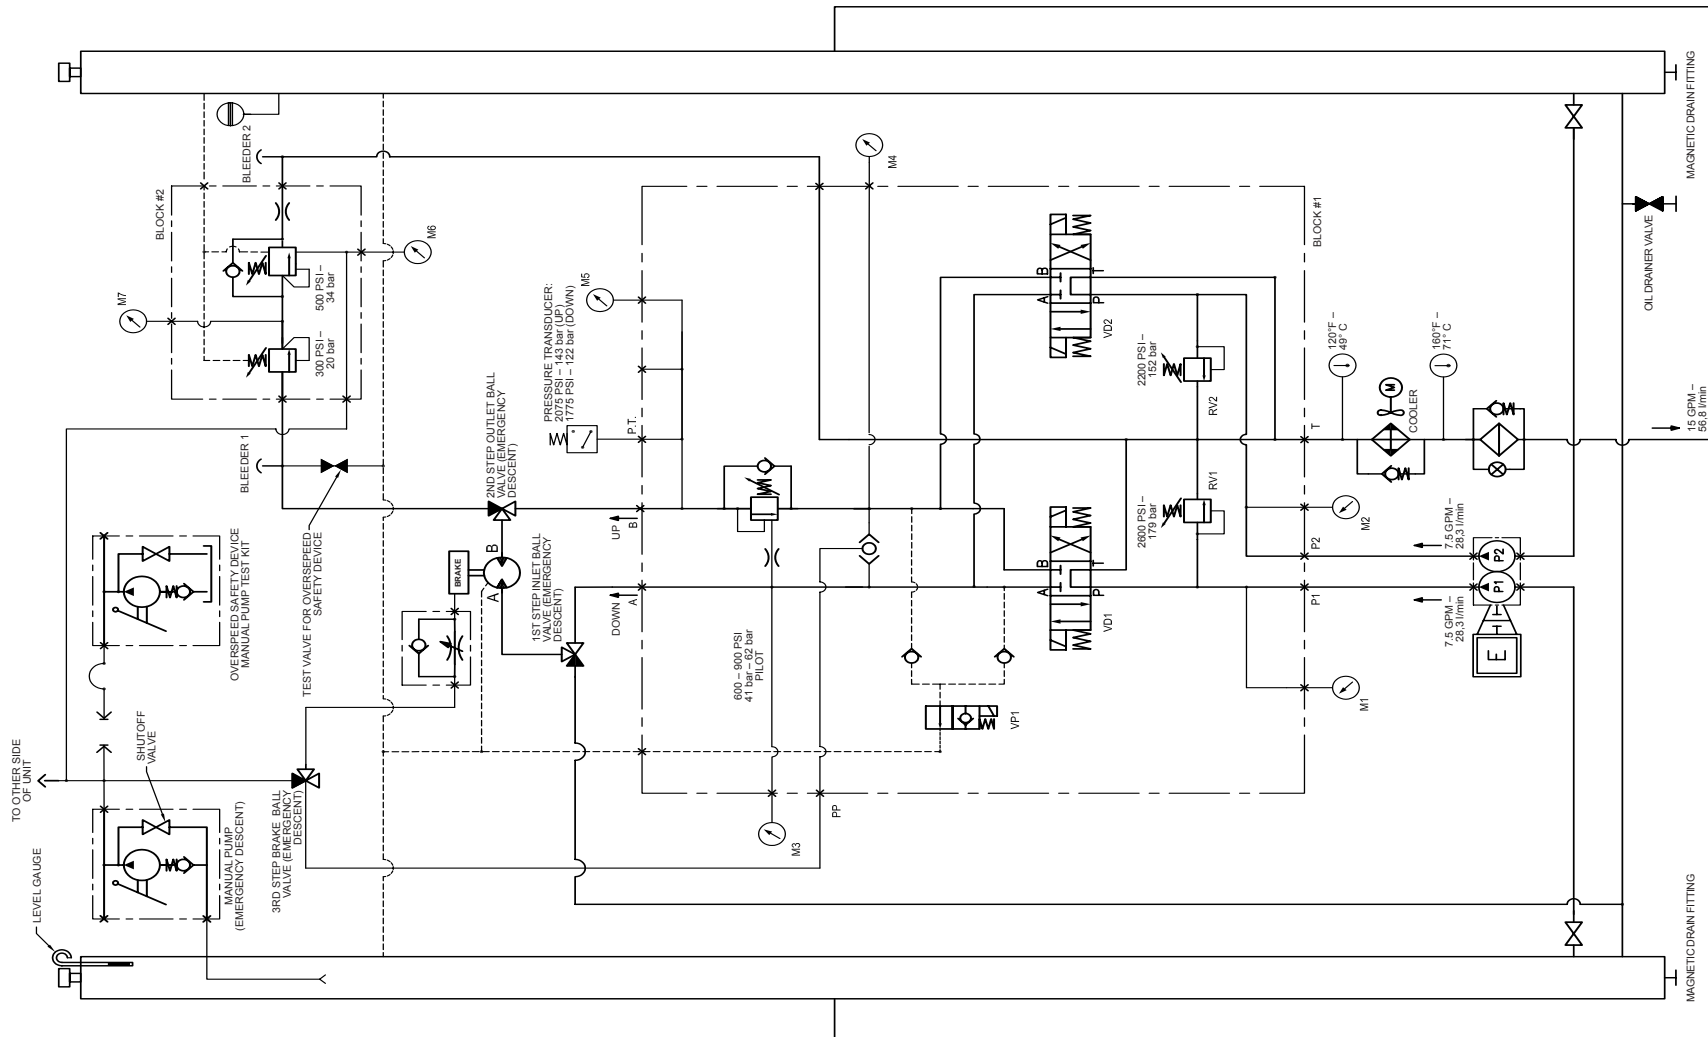 TO OTHER SIDE
OF UNIT
LEVEL GAUGE
SHUTOFF
VALVE
MANUAL PUMP
(EMERGENCY DESCENT)
3RD STEP BRAKE BALL
VALVE (EMERGENCY
DESCENT)
OVERSPEED SAFETY DEVICE
MANUAL PUMP TEST KIT
TEST VALVE FOR OVERSEPEED
SAFETY DEVICE
BLEEDER 1
BLEEDER 2
BLOCK #2
M7
M6
300 PSI –
20 bar
500 PSI –
34 bar
BRAKE
A
B
1ST STEP INLET BALL
VALVE (EMERGENCY
DESCENT)
2ND STEP OUTLET BALL
VALVE (EMERGENCY
DESCENT)
PRESSURE TRANSDUCER:
2075 PSI – 143 bar (UP)
1775 PSI – 122 bar (DOWN)
P.T.
M5
UP
B
DOWN
A
M4
M3
PP
600 – 900 PSI
41 bar – 62 bar
PILOT
VP1
VD1
A
B
P
T
VD2
A
B
P
T
2600 PSI –
179 bar
RV1
2200 PSI –
152 bar
RV2
BLOCK #1
T
P2
P1
M2
M1
120°F –
49° C
160°F –
71° C
M
COOLER
7.5 GPM –
28,3 l/min
7.5 GPM –
28,3 l/min
P1
P2
E
15 GPM –
56,8 l/min
OIL DRAINER VALVE
MAGNETIC DRAIN FITTING
MAGNETIC DRAIN FITTING